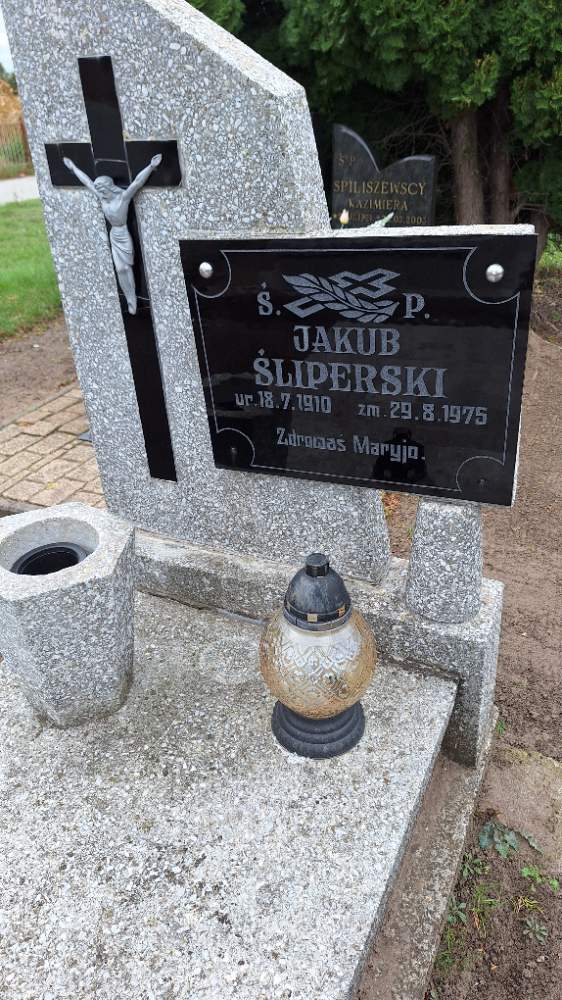 Ś. P.
JAKUB
ŚLIPERSKI
ur.18.7.1910 zm.29.8.1975
Zdrowaś Maryjo.
Ś P
SPILISZEWSCY
KAZIMIERA